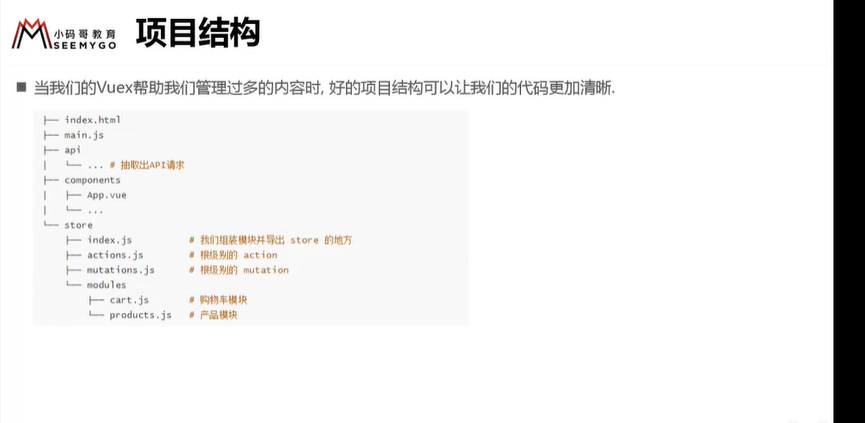 小码哥教育
SEEMYGO
项目结构
■ 当我们的Vuex帮助我们管理过多的内容时, 好的项目结构可以让我们的代码更加清晰.
├── index.html
├── main.js
├── api
│   └── ... # 抽取出API请求
├── components
│   ├── App.vue
│   └── ...
└── store
    ├── index.js          # 我们组装模块并导出 store 的地方
    ├── actions.js        # 根级别的 action
    ├── mutations.js      # 根级别的 mutation
    └── modules
        ├── cart.js       # 购物车模块
        └── products.js   # 产品模块